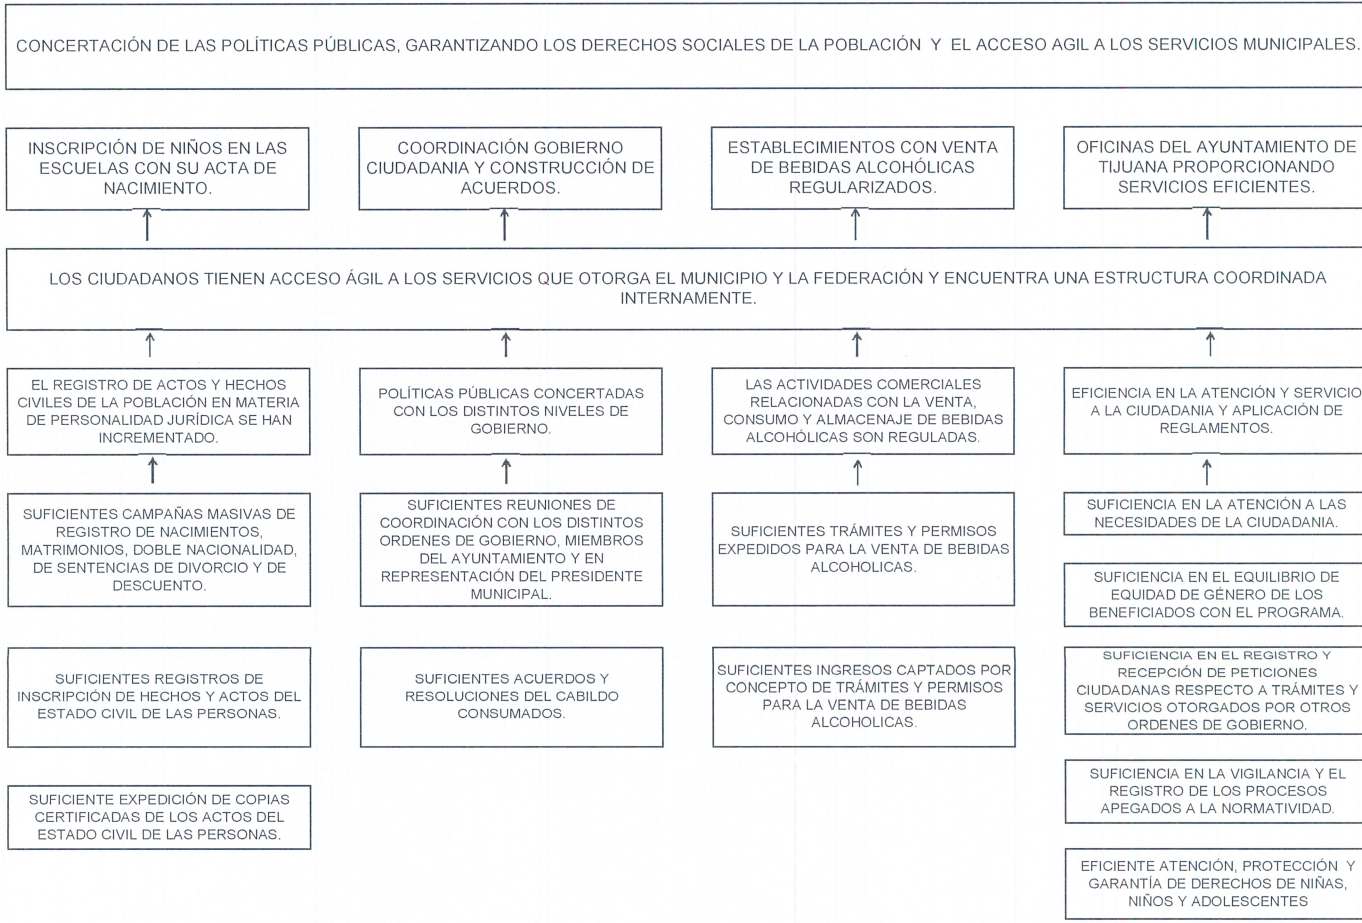 CONCERTACIÓN DE LAS POLÍTICAS PÚBLICAS, GARANTIZANDO LOS DERECHOS SOCIALES DE LA POBLACIÓN Y EL ACCESO AGIL A LOS SERVICIOS MUNICIPALES.
INSCRIPCIÓN DE NIÑOS EN LAS
ESCUELAS CON SU ACTA DE
NACIMIENTO.
COORDINACIÓN GOBIERNO
CIUDADANIA Y CONSTRUCCIÓN DE
ACUERDOS.
ESTABLECIMIENTOS CON VENTA
DE BEBIDAS ALCOHÓLICAS
REGULARIZADOS.
OFICINAS DEL AYUNTAMIENTO DE
TIJUANA PROPORCIONANDO
SERVICIOS EFICIENTES.
LOS CIUDADANOS TIENEN ACCESO ÁGIL A LOS SERVICIOS QUE OTORGA EL MUNICIPIO Y LA FEDERACIÓN Y ENCUENTRA UNA ESTRUCTURA COORDINADA
INTERNAMENTE.
EL REGISTRO DE ACTOS Y HECHOS
CIVILES DE LA POBLACIÓN EN MATERIA
DE PERSONALIDAD JURÍDICA SE HAN
INCREMENTADO.
POLÍTICAS PÚBLICAS CONCERTADAS
CON LOS DISTINTOS NIVELES DE
GOBIERNO.
LAS ACTIVIDADES COMERCIALES
RELACIONADAS CON LA VENTA,
CONSUMO Y ALMACENAJE DE BEBIDAS
ALCOHÓLICAS SON REGULADAS.
EFICIENCIA EN LA ATENCIÓN Y SERVICIO
A LA CIUDADANIA Y APLICACIÓN DE
REGLAMENTOS.
SUFICIENTES CAMPAÑAS MASIVAS DE
REGISTRO DE NACIMIENTOS,
MATRIMONIOS, DOBLE NACIONALIDAD,
DE SENTENCIAS DE DIVORCIO Y DE
DESCUENTO.
SUFICIENTES REUNIONES DE
COORDINACIÓN CON LOS DISTINTOS
ORDENES DE GOBIERNO, MIEMBROS
DEL AYUNTAMIENTO Y EN
REPRESENTACIÓN DEL PRESIDENTE
MUNICIPAL.
SUFICIENTES TRÁMITES Y PERMISOS
EXPEDIDOS PARA LA VENTA DE BEBIDAS
ALCOHOLICAS.
SUFICIENCIA EN LA ATENCIÓN A LAS
NECESIDADES DE LA CIUDADANIA.
SUFICIENCIA EN EL EQUILIBRIO DE
EQUIDAD DE GÉNERO DE LOS
BENEFICIADOS CON EL PROGRAMA.
SUFICIENTES REGISTROS DE
INSCRIPCIÓN DE HECHOS Y ACTOS DEL
ESTADO CIVIL DE LAS PERSONAS.
SUFICIENTES ACUERDOS Y
RESOLUCIONES DEL CABILDO
CONSUMADOS.
SUFICIENTES INGRESOS CAPTADOS POR
CONCEPTO DE TRÁMITES Y PERMISOS
PARA LA VENTA DE BEBIDAS
ALCOHOLICAS.
SUFICIENCIA EN EL REGISTRO Y
RECEPCIÓN DE PETICIONES
CIUDADANAS RESPECTO A TRÁMITES Y
SERVICIOS OTORGADOS POR OTROS
ORDENES DE GOBIERNO.
SUFICIENTE EXPEDICIÓN DE COPIAS
CERTIFICADAS DE LOS ACTOS DEL
ESTADO CIVIL DE LAS PERSONAS.
SUFICIENCIA EN LA VIGILANCIA Y EL
REGISTRO DE LOS PROCESOS
APEGADOS A LA NORMATIVIDAD.
EFICIENTE ATENCIÓN, PROTECCIÓN Y
GARANTÍA DE DERECHOS DE NIÑAS,
NIÑOS Y ADOLESCENTES